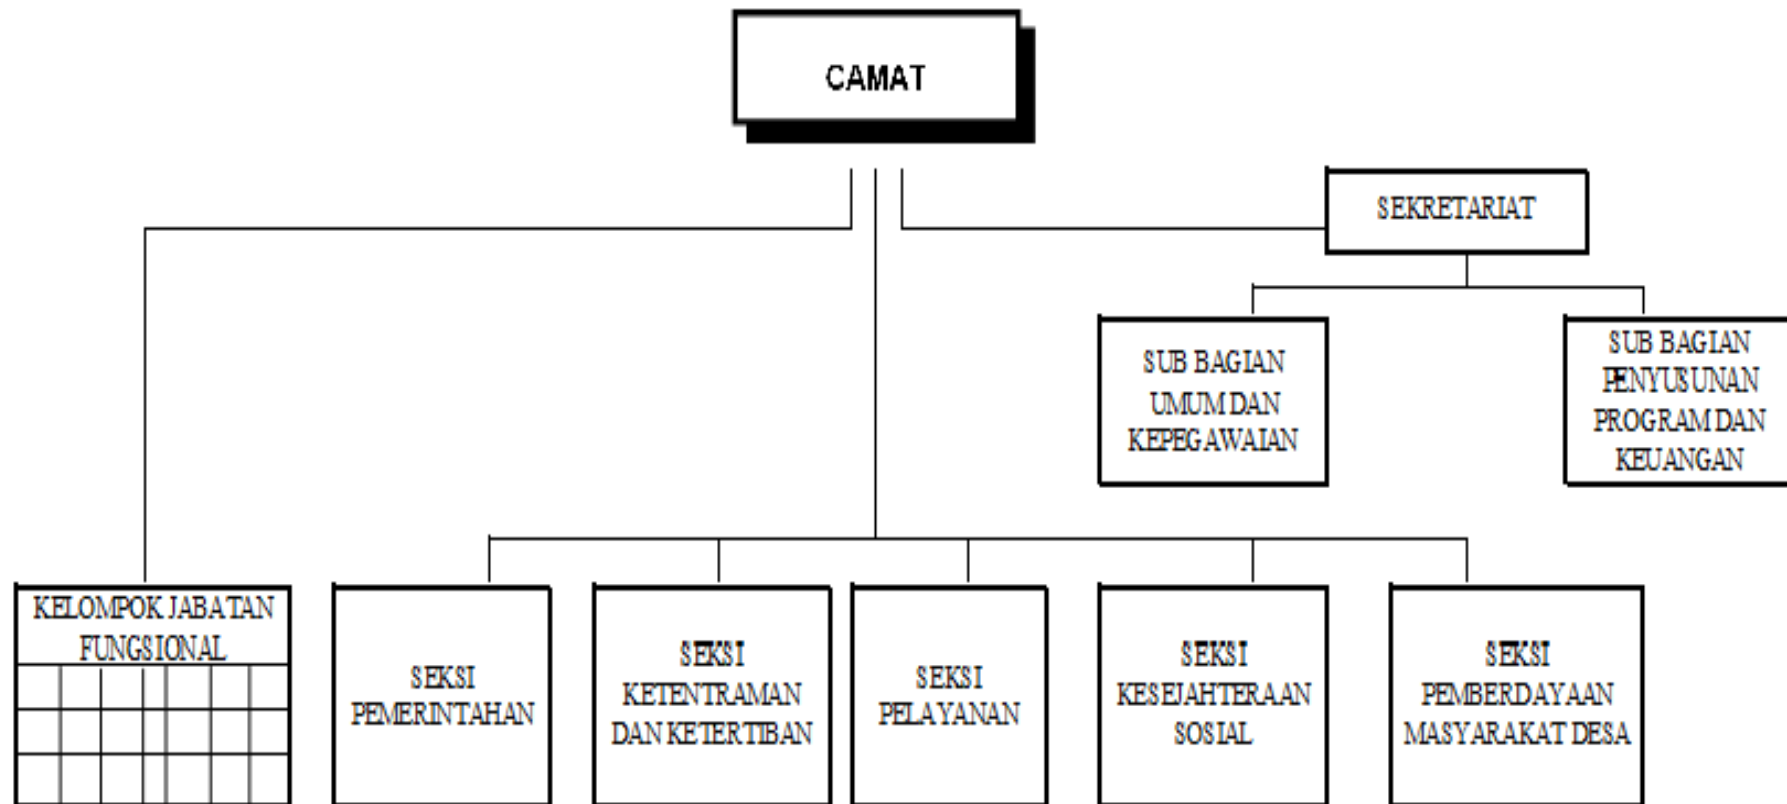 CAMAT
SEKRETARIAT
SUB BAGIAN
UMUM DAN
KEPEGAWAIAN
SUB BAGIAN
PENYUSUNAN
PROGRAM DAN
KEUANGAN
KELOMPOK JABATAN
FUNGSIONAL
SEKSI
PEMERINTAHAN
SEKSI
KETENTRAMAN
DAN KETERTIBAN
SEKSI
PELAYANAN
SEKSI
KESEJAHTERAAN
SOSIAL
SEKSI
PEMBERDAYAAN
MASYARAKAT DESA